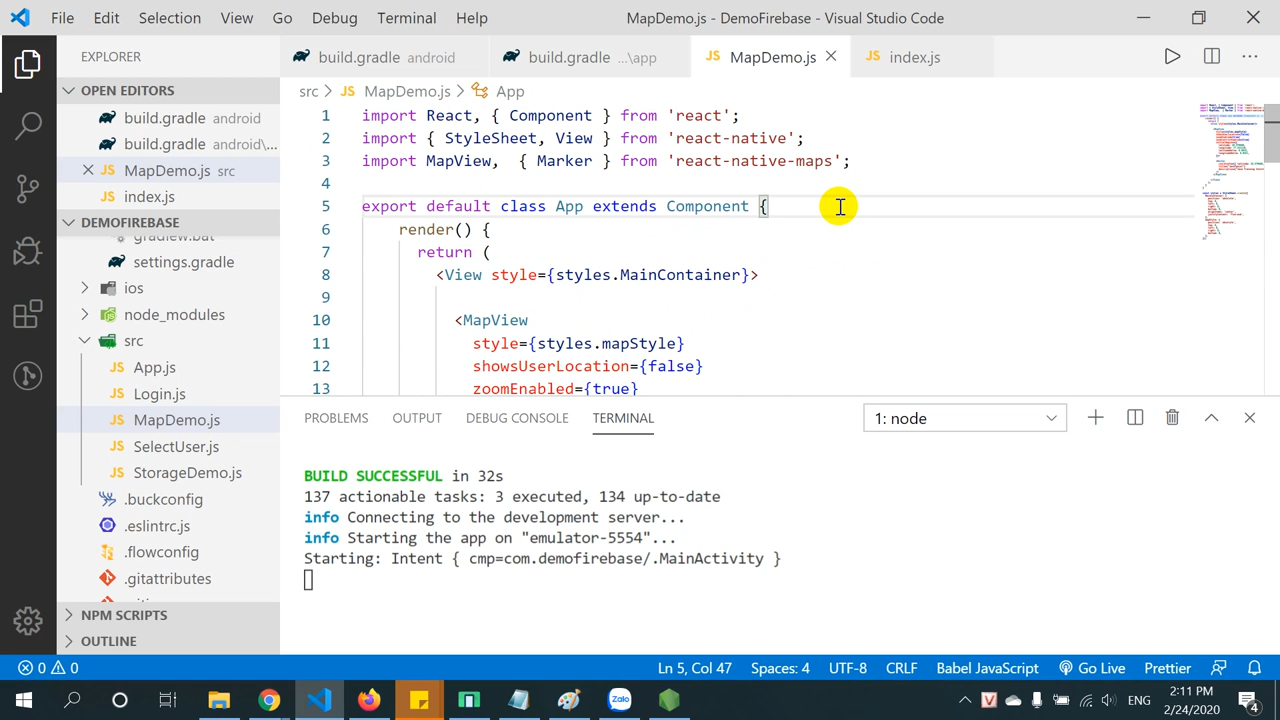 File Edit Selection View Go Debug Terminal Help MapDemo.js - DemoFirebase - Visual Studio Code
EXPLORER
build.gradle android
build.gradle ...\app
MapDemo.js
index.js
OPEN EDITORS
build.gradle android
build.gradle android\...
MapDemo.js src
index.js
DEMOFIREBASE
gradlew.bat
settings.gradle
ios
node_modules
src
App.js
Login.js
MapDemo.js
SelectUser.js
StorageDemo.js
.buckconfig
.eslintrc.js
.flowconfig
.gitattributes
NPM SCRIPTS
OUTLINE
src > JS MapDemo.js > App
1 import React, { Component } from 'react';
2 import { StyleSheet, View } from 'react-native';
3 import MapView, { Marker } from 'react-native-maps';
4
5 export default class App extends Component {
6 render() {
7 return (
8 <View style={styles.MainContainer}>
9
10 <MapView
11 style={styles.mapStyle}
12 showsUserLocation={false}
13 zoomEnabled={true}
PROBLEMS OUTPUT DEBUG CONSOLE TERMINAL 1: node
BUILD SUCCESSFUL in 32s
137 actionable tasks: 3 executed, 134 up-to-date
info Connecting to the development server...
info Starting the app on "emulator-5554"...
Starting: Intent { cmp=com.demofirebase/.MainActivity }
0 0 Ln 5, Col 47 Spaces: 4 UTF-8 CRLF Babel JavaScript Go Live Prettier
Zalo
ENG
2:11 PM
2/24/2020
4